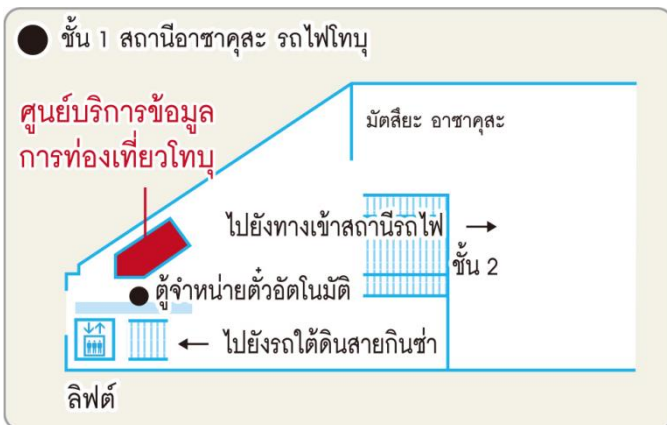 ชั้น 1 สถานีอาซาคุสะ รถไฟโทบุ
ศูนย์บริการข้อมูล
การท่องเที่ยวโทบุ
มัตสึยะ อาซาคุสะ
ไปยังทางเข้าสถานีรถไฟ →
ชั้น 2
ตู้จำหน่ายตั๋วอัตโนมัติ
← ไปยังรถใต้ดินสายกินซ่า
ลิฟต์